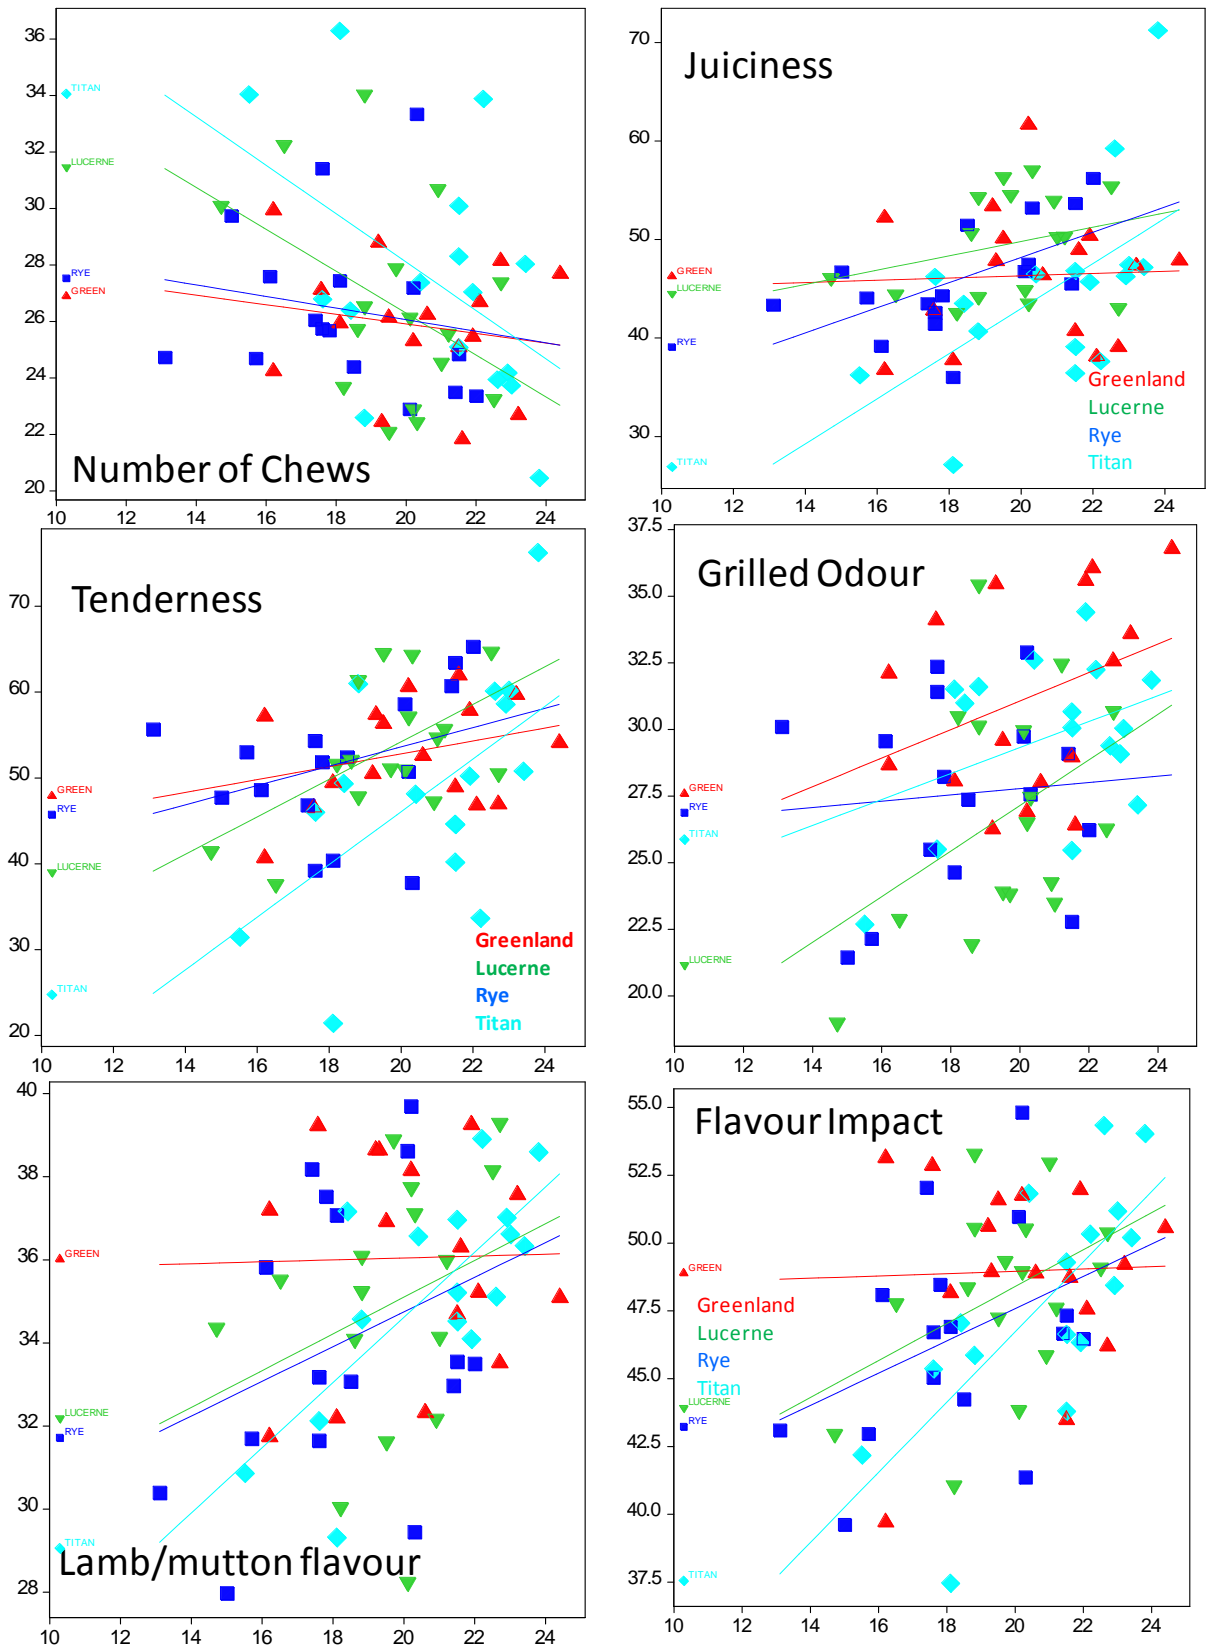 36
34
32
30
28
26
24
22
20
TITAN
LUCERNE
RYE
GREEN
Number of Chews
10 12 14 16 18 20 22 24
70
60
50
40
30
Juiciness
GREEN
LUCERNE
RYE
TITAN
Greenland
Lucerne
Rye
Titan
10 12 14 16 18 20 22 24
70
60
50
40
30
20
Tenderness
GREEN
RYE
LUCERNE
TITAN
Greenland
Lucerne
Rye
Titan
10 12 14 16 18 20 22 24
37.5
35.0
32.5
30.0
27.5
25.0
22.5
20.0
Grilled Odour
GREEN
RYE
TITAN
LUCERNE
10 12 14 16 18 20 22 24
40
38
36
34
32
30
28
GREEN
LUCERNE
RYE
TITAN
Lamb/mutton flavour
10 12 14 16 18 20 22 24
55.0
52.5
50.0
47.5
45.0
42.5
40.0
37.5
Flavour Impact
GREEN
Greenland
Lucerne
Rye
Titan
LUCERNE
RYE
TITAN
10 12 14 16 18 20 22 24